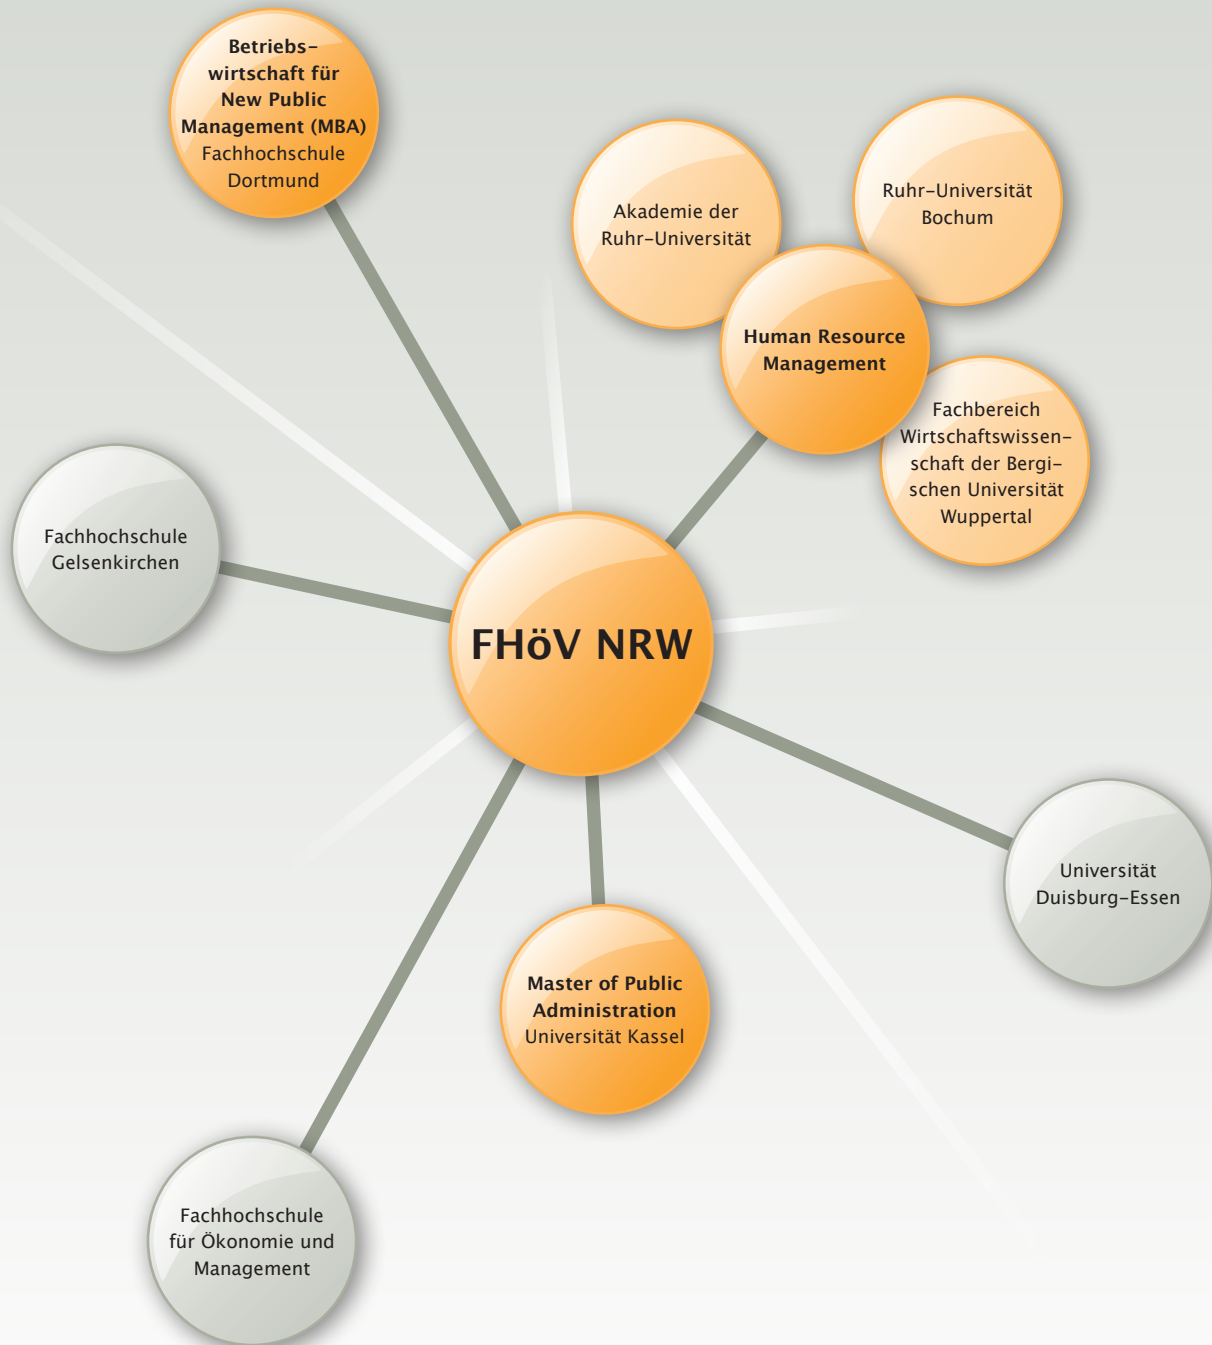 Betriebs-
wirtschaft für
New Public
Management (MBA)
Fachhochschule
Dortmund
Akademie der
Ruhr-Universität
Ruhr-Universität
Bochum
Human Resource
Management
Fachbereich
Wirtschaftswissen-
schaft der Bergi-
schen Universität
Wuppertal
Fachhochschule
Gelsenkirchen
FHöV NRW
Universität
Duisburg-Essen
Master of Public
Administration
Universität Kassel
Fachhochschule
für Ökonomie und
Management